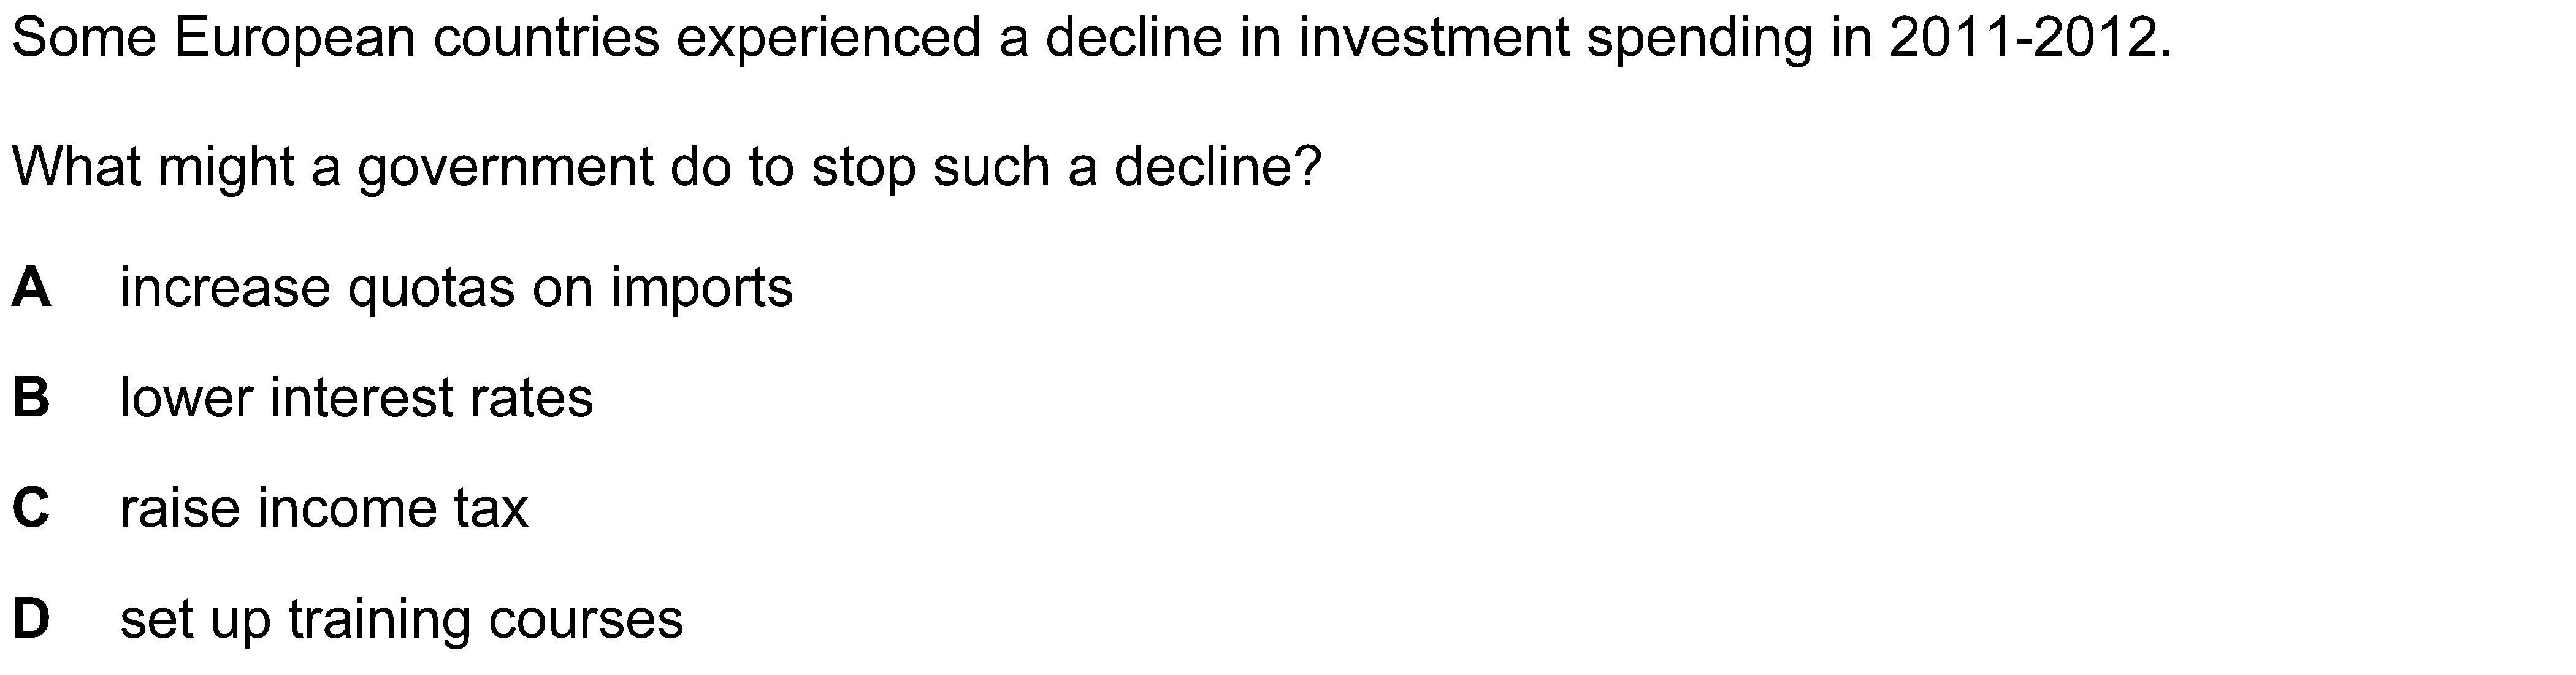 Some European countries experienced a decline in investment spending in 2011-2012.
What might a government do to stop such a decline?
A increase quotas on imports
B lower interest rates
C raise income tax
D set up training courses